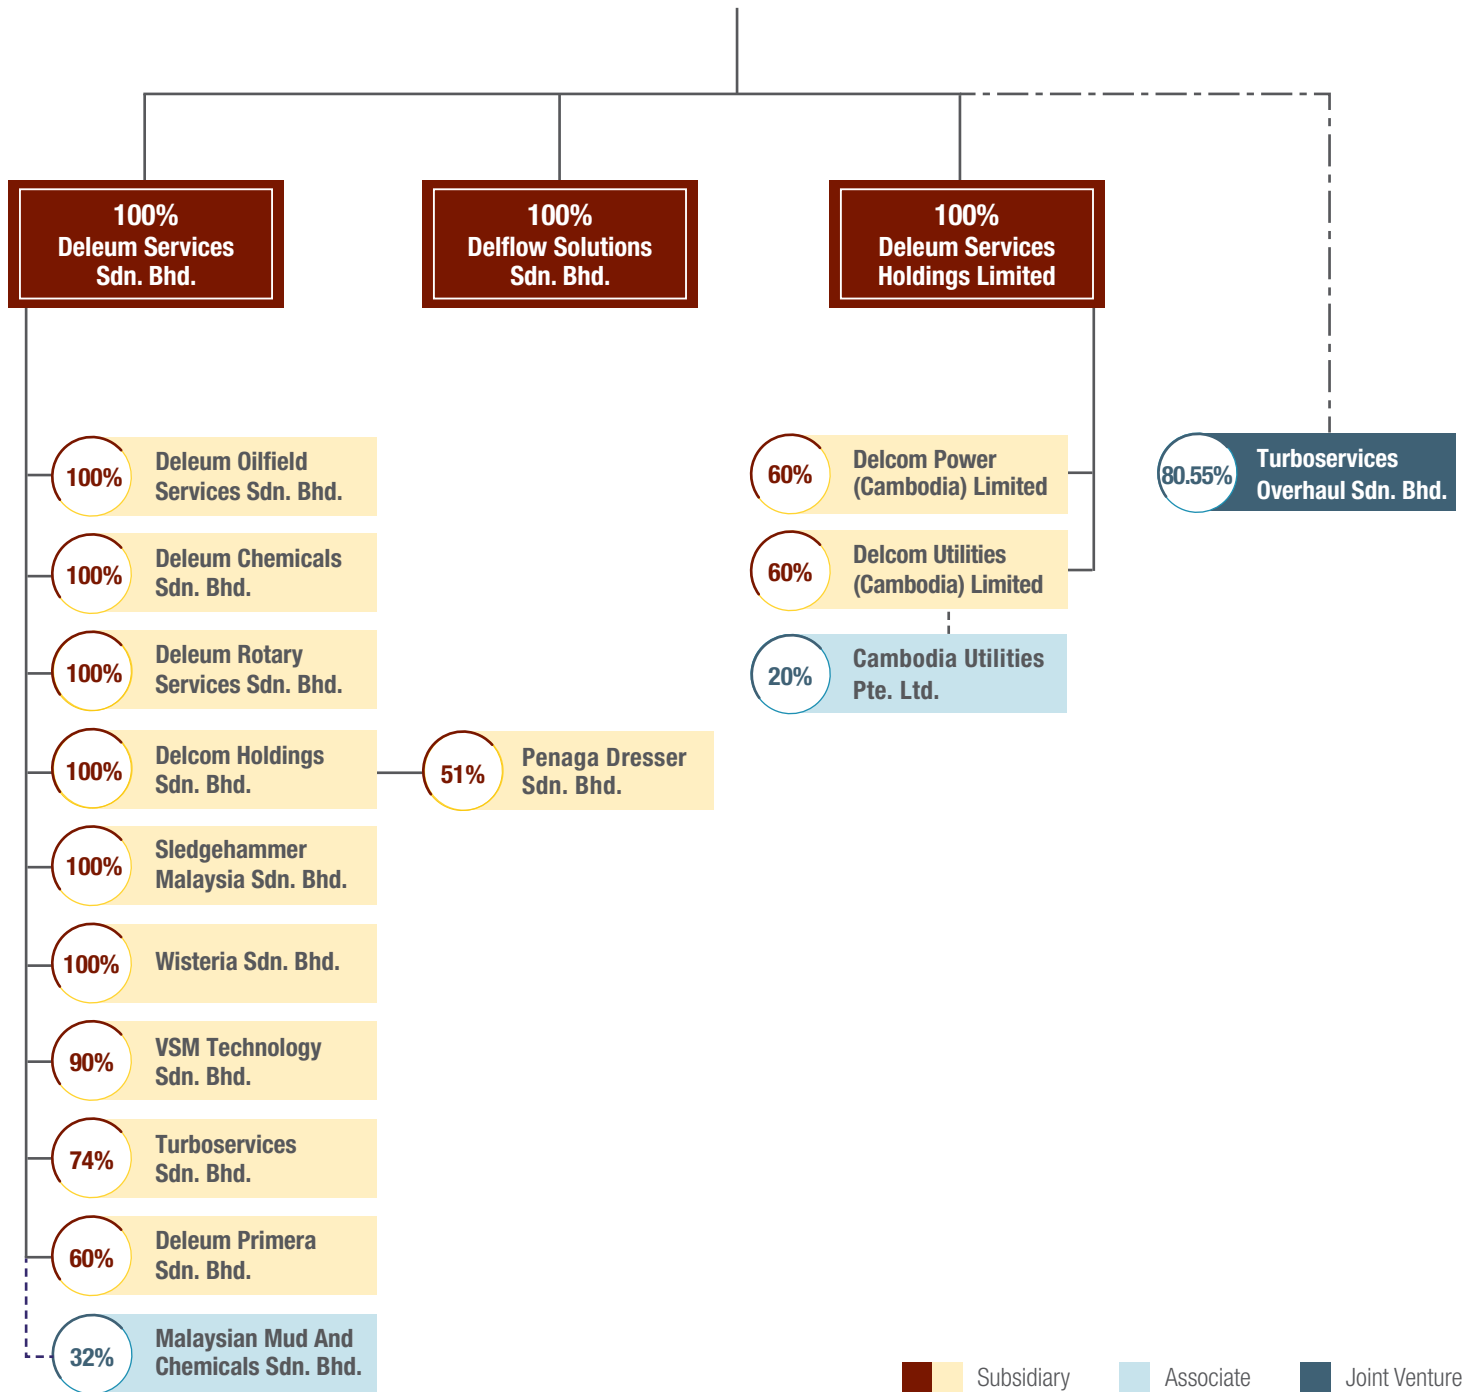 100%
Deleum Services
Sdn. Bhd.
100%
Delflow Solutions
Sdn. Bhd.
100%
Deleum Services
Holdings Limited
100%
Deleum Oilfield
Services Sdn. Bhd.
100%
Deleum Chemicals
Sdn. Bhd.
100%
Deleum Rotary
Services Sdn. Bhd.
100%
Delcom Holdings
Sdn. Bhd.
51%
Penaga Dresser
Sdn. Bhd.
100%
Sledgehammer
Malaysia Sdn. Bhd.
100%
Wisteria Sdn. Bhd.
90%
VSM Technology
Sdn. Bhd.
74%
Turboservices
Sdn. Bhd.
60%
Deleum Primera
Sdn. Bhd.
32%
Malaysian Mud And
Chemicals Sdn. Bhd.
60%
Delcom Power
(Cambodia) Limited
60%
Delcom Utilities
(Cambodia) Limited
20%
Cambodia Utilities
Pte. Ltd.
80.55%
Turboservices
Overhaul Sdn. Bhd.
Subsidiary
Associate
Joint Venture